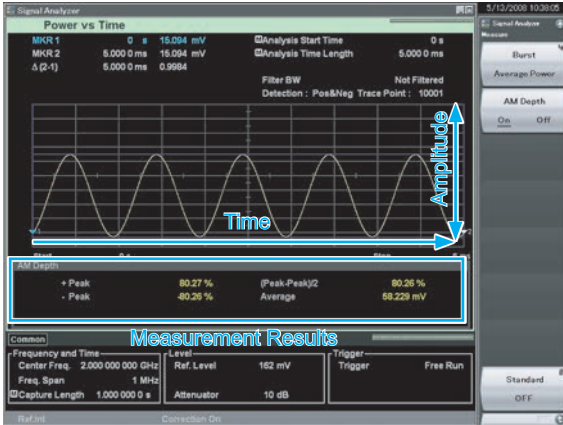 Signal Analyzer
5/13/2008 10:38:05
Power vs Time
MKR 1 0 s 15.094 mV Analysis Start Time 0 s
MKR 2 5.000 0 ms 15.094 mV Analysis Time Length 5.000 0 ms
Δ (2-1) 5.000 0 ms 0.9984
Filter BW Not Filtered
Detection : Pos&Neg Trace Point : 10001
Signal Analyzer
Measure
Burst
Average Power
AM Depth
On Off
Amplitude
1
2
Time
Start 0 s Stop 5 ms
AM Depth
+ Peak 80.27 % (Peak-Peak)/2 80.26 %
- Peak -80.26 % Average 58.229 mV
Measurement Results
Common
Frequency and Time Level Trigger
Center Freq. 2.000 000 000 GHz Ref. Level 162 mV Trigger Free Run
Freq. Span 1 MHz
Capture Length 1.000 000 0 s Attenuator 10 dB
Standard
OFF
Ref.Int Correction On